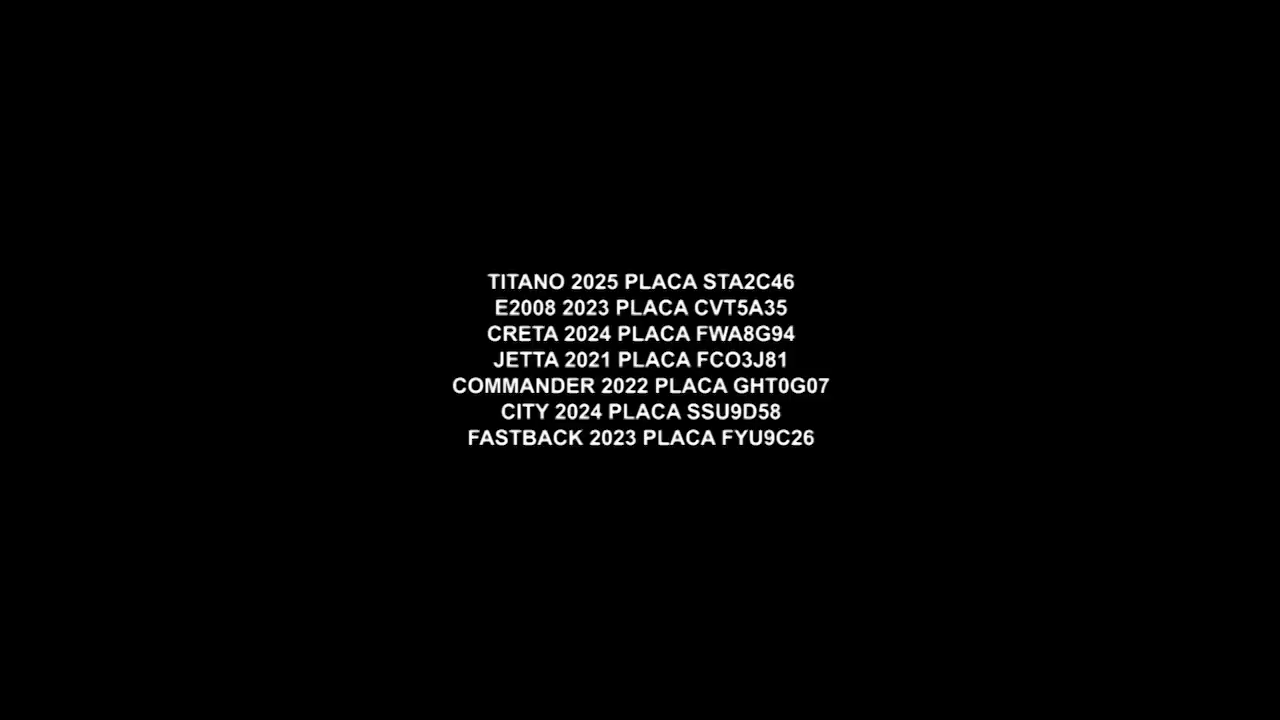 TITANO 2025 PLACA STA2C46
E2008 2023 PLACA CVT5A35
CRETA 2024 PLACA FWA8G94
JETTA 2021 PLACA FCO3J81
COMMANDER 2022 PLACA GHT0G07
CITY 2024 PLACA SSU9D58
FASTBACK 2023 PLACA FYU9C26